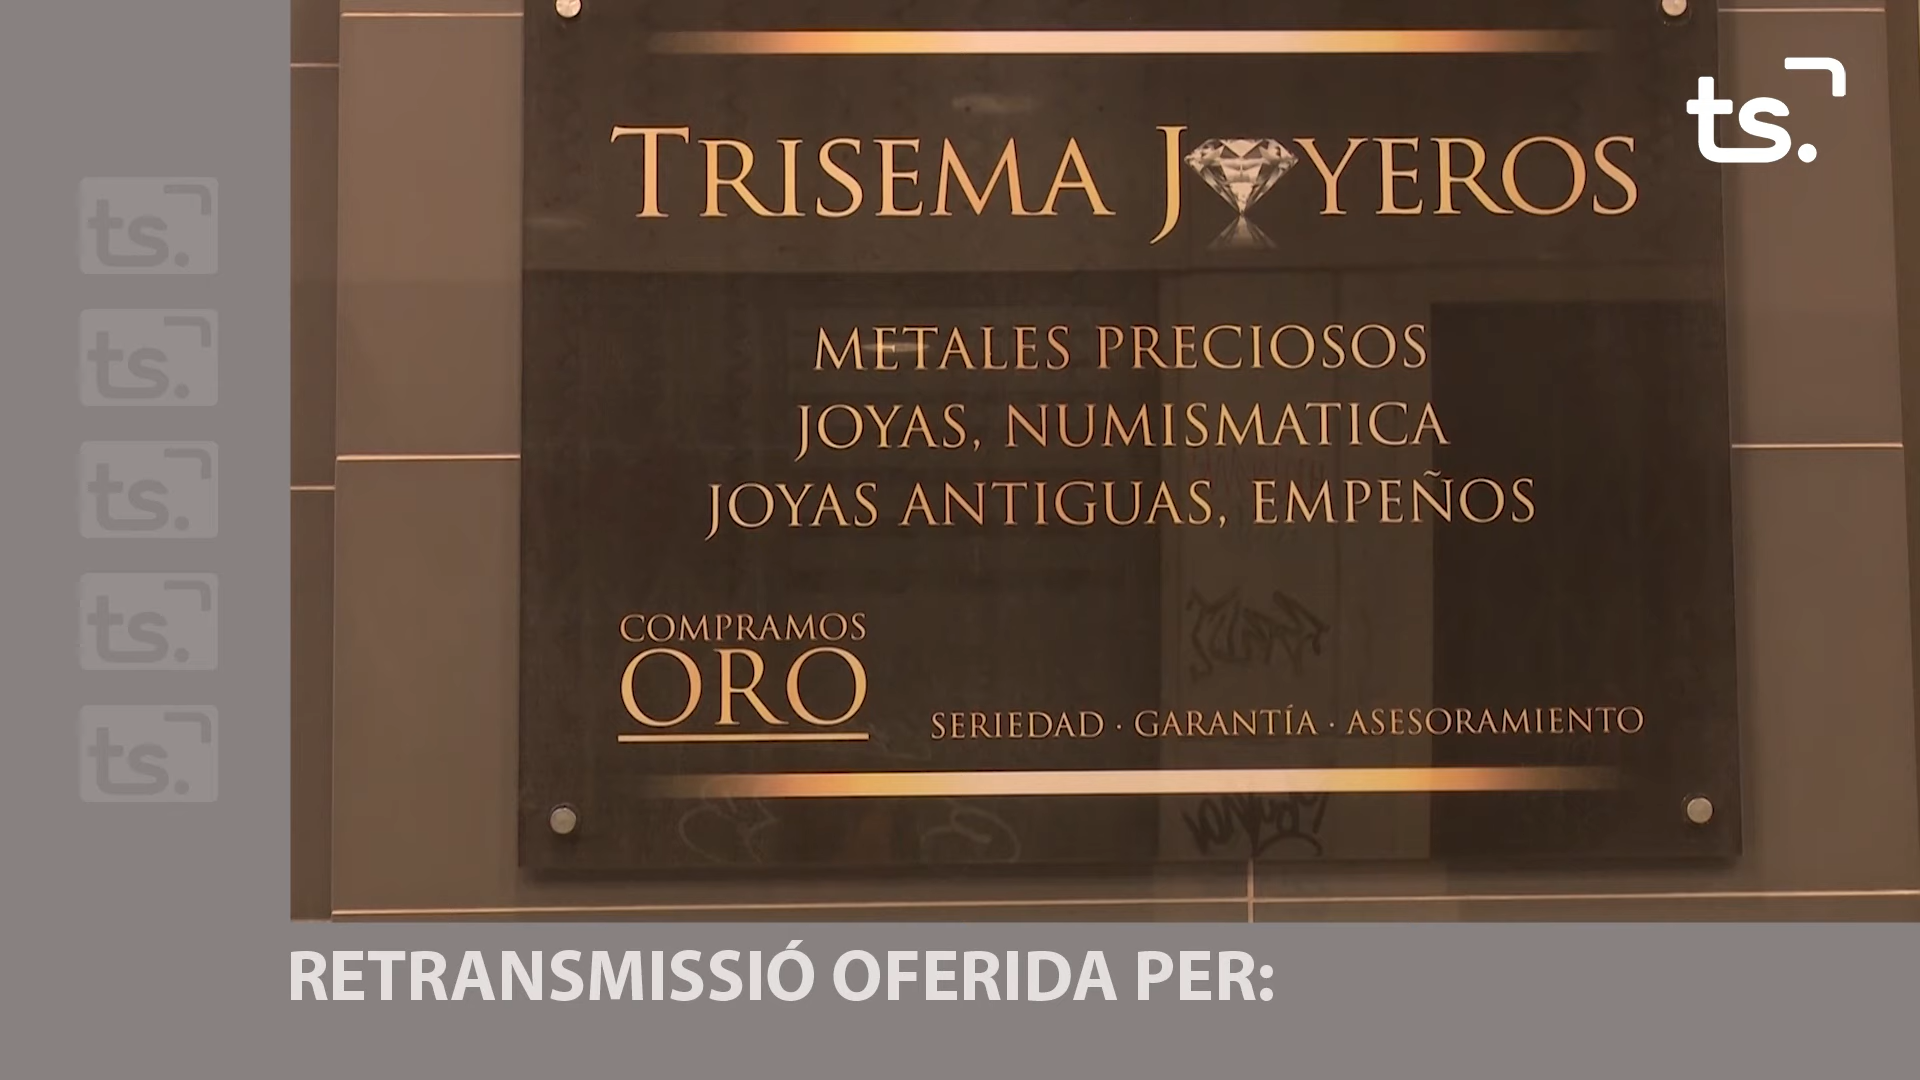 ts.
TRISEMA JOYEROS
METALES PRECIOSOS
JOYAS, NUMISMATICA
JOYAS ANTIGUAS, EMPEÑOS
COMPRAMOS
ORO
SERIEDAD · GARANTÍA · ASESORAMIENTO
ts.
ts.
ts.
ts.
ts.
RETRANSMISSIÓ OFERIDA PER: